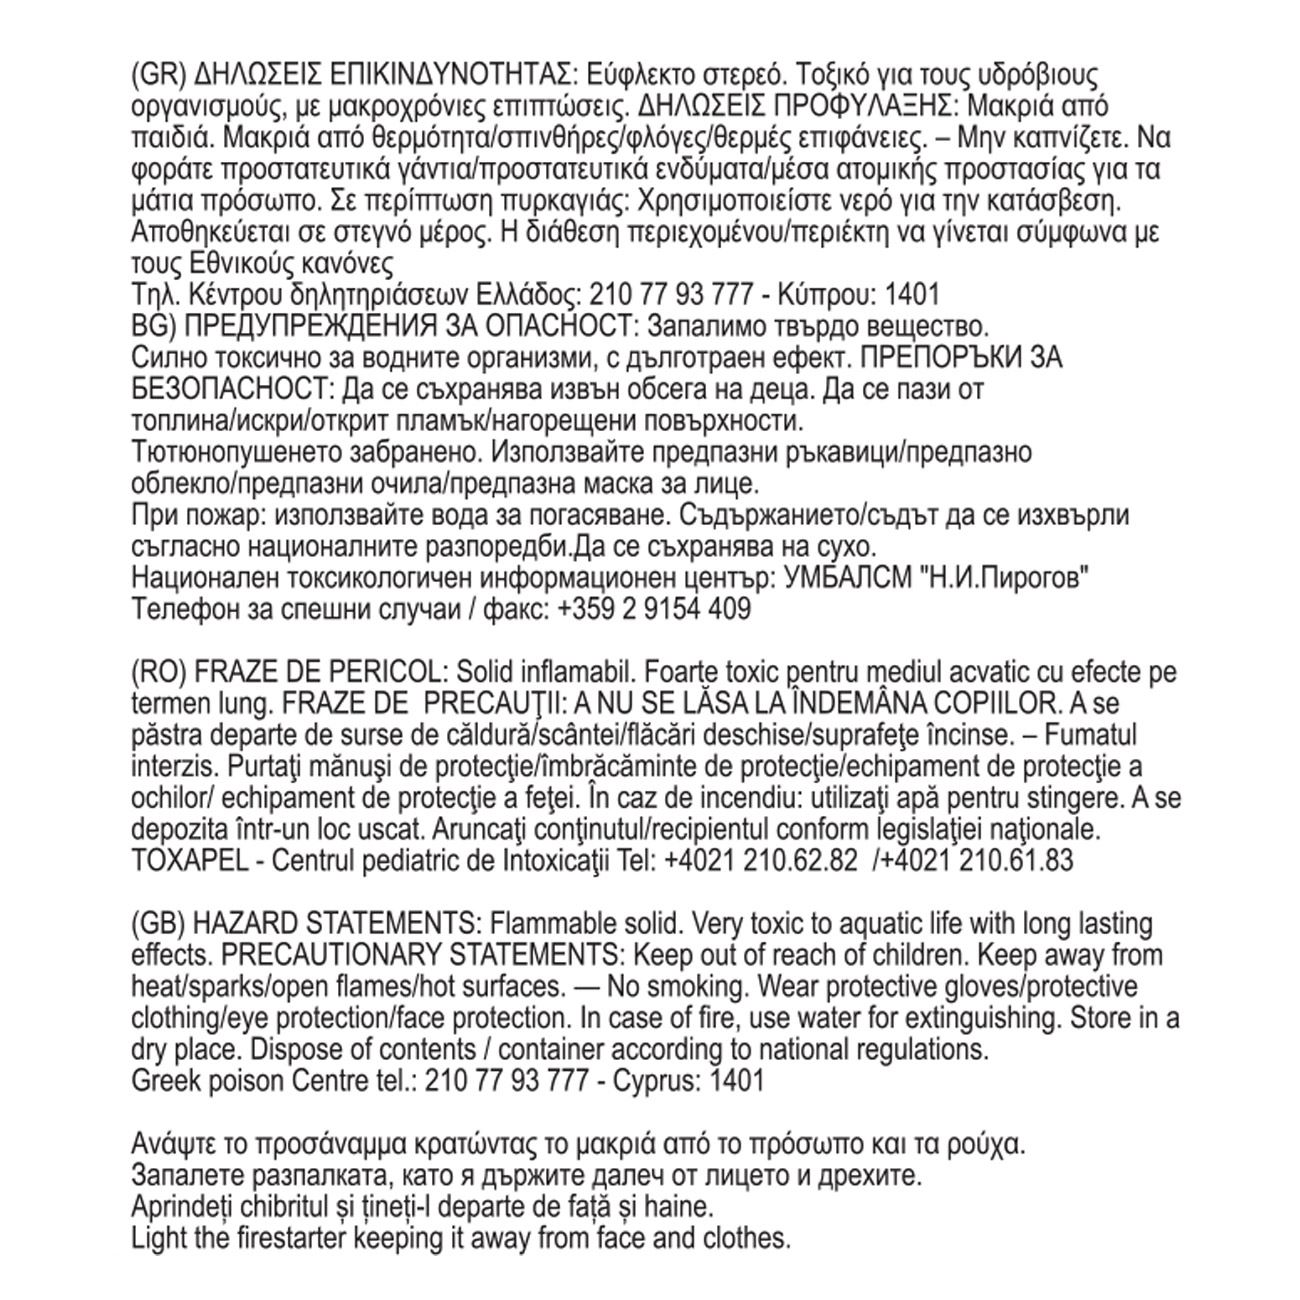 (GR) ΔΗΛΩΣΕΙΣ ΕΠΙΚΙΝΔΥΝΟΤΗΤΑΣ: Εύφλεκτο στερεό. Τοξικό για τους υδρόβιους
οργανισμούς, με μακροχρόνιες επιπτώσεις. ΔΗΛΩΣΕΙΣ ΠΡΟΦΥΛΑΞΗΣ: Μακριά από
παιδιά. Μακριά από θερμότητα/σπινθήρες/φλόγες/θερμές επιφάνειες. – Μην καπνίζετε. Να
φοράτε προστατευτικά γάντια/προστατευτικά ενδύματα/μέσα ατομικής προστασίας για τα
μάτια πρόσωπο. Σε περίπτωση πυρκαγιάς: Χρησιμοποιείστε νερό για την κατάσβεση.
Αποθηκεύεται σε στεγνό μέρος. Η διάθεση περιεχομένου/περιέκτη να γίνεται σύμφωνα με
τους Εθνικούς κανόνες
Τηλ. Κέντρου δηλητηριάσεων Ελλάδος: 210 77 93 777 - Κύπρου: 1401
BG) ПРЕДУПРЕЖДЕНИЯ ЗА ОПАСНОСТ: Запалимо твърдо вещество.
Силно токсично за водните организми, с дълготраен ефект. ПРЕПОРЪКИ ЗА
БЕЗОПАСНОСТ: Да се съхранява извън обсега на деца. Да се пази от
топлина/искри/открит пламък/нагорещени повърхности.
Тютюнопушенето забранено. Използвайте предпазни ръкавици/предпазно
облекло/предпазни очила/предпазна маска за лице.
При пожар: използвайте вода за погасяване. Съдържанието/съдът да се изхвърли
съгласно националните разпоредби.Да се съхранява на сухо.
Национален токсикологичен информационен център: УМБАЛСМ "Н.И.Пирогов"
Телефон за спешни случаи / факс: +359 2 9154 409
(RO) FRAZE DE PERICOL: Solid inflamabil. Foarte toxic pentru mediul acvatic cu efecte pe
termen lung. FRAZE DE  PRECAUŢII: A NU SE LĂSA LA ÎNDEMÂNA COPIILOR. A se
păstra departe de surse de căldură/scântei/flăcări deschise/suprafeţe încinse. – Fumatul
interzis. Purtaţi mănuşi de protecţie/îmbrăcăminte de protecţie/echipament de protecţie a
ochilor/ echipament de protecţie a feţei. În caz de incendiu: utilizaţi apă pentru stingere. A se
depozita într-un loc uscat. Aruncaţi conţinutul/recipientul conform legislaţiei naţionale.
TOXAPEL - Centrul pediatric de Intoxicaţii Tel: +4021 210.62.82  /+4021 210.61.83
(GB) HAZARD STATEMENTS: Flammable solid. Very toxic to aquatic life with long lasting
effects. PRECAUTIONARY STATEMENTS: Keep out of reach of children. Keep away from
heat/sparks/open flames/hot surfaces. — No smoking. Wear protective gloves/protective
clothing/eye protection/face protection. In case of fire, use water for extinguishing. Store in a
dry place. Dispose of contents / container according to national regulations.
Greek poison Centre tel.: 210 77 93 777 - Cyprus: 1401
Ανάψτε το προσάναμμα κρατώντας το μακριά από το πρόσωπο και τα ρούχα.
Запалете разпалката, като я държите далеч от лицето и дрехите.
Aprindeți chibritul și țineți-l departe de față și haine.
Light the firestarter keeping it away from face and clothes.